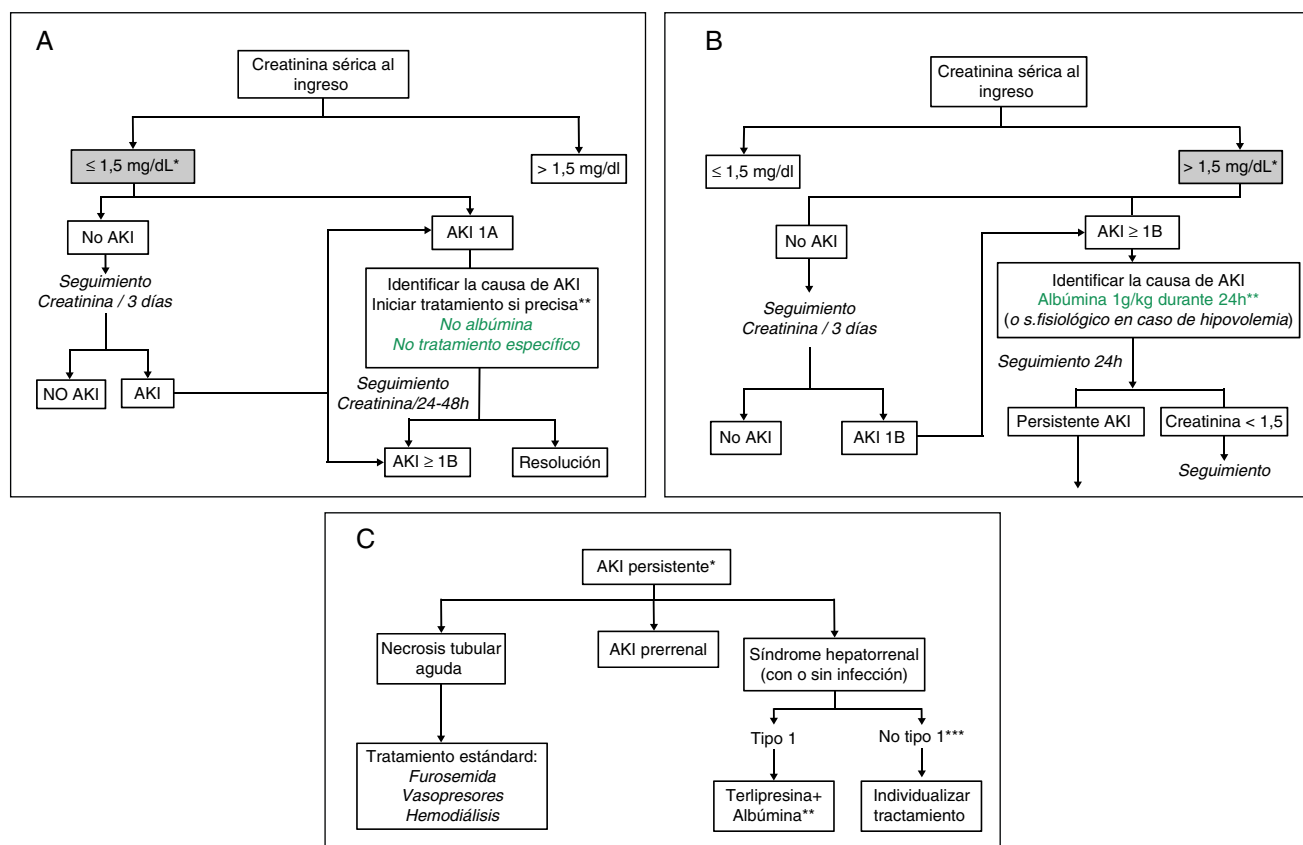 A
Creatinina sérica al
ingreso
≤ 1,5 mg/dL*
> 1,5 mg/dl
No AKI
AKI 1A
Seguimiento
Creatinina / 3 días
Identificar la causa de AKI
Iniciar tratamiento si precisa**
No albúmina
No tratamiento específico
NO AKI
AKI
Seguimiento
Creatinina/24-48h
AKI ≥ 1B
Resolución
B
Creatinina sérica al
ingreso
≤ 1,5 mg/dl
> 1,5 mg/dL*
No AKI
AKI ≥ 1B
Seguimiento
Creatinina / 3 días
Identificar la causa de AKI
Albúmina 1g/kg durante 24h**
(o s.fisiológico en caso de hipovolemia)
Seguimiento 24h
No AKI
AKI 1B
Persistente AKI
Creatinina < 1,5
Seguimiento
C
AKI persistente*
Necrosis tubular
aguda
AKI prerrenal
Síndrome hepatorrenal
(con o sin infección)
Tipo 1
No tipo 1***
Tratamiento estándard:
Furosemida
Vasopresores
Hemodiálisis
Terlipresina+
Albúmina**
Individualizar
tractamiento